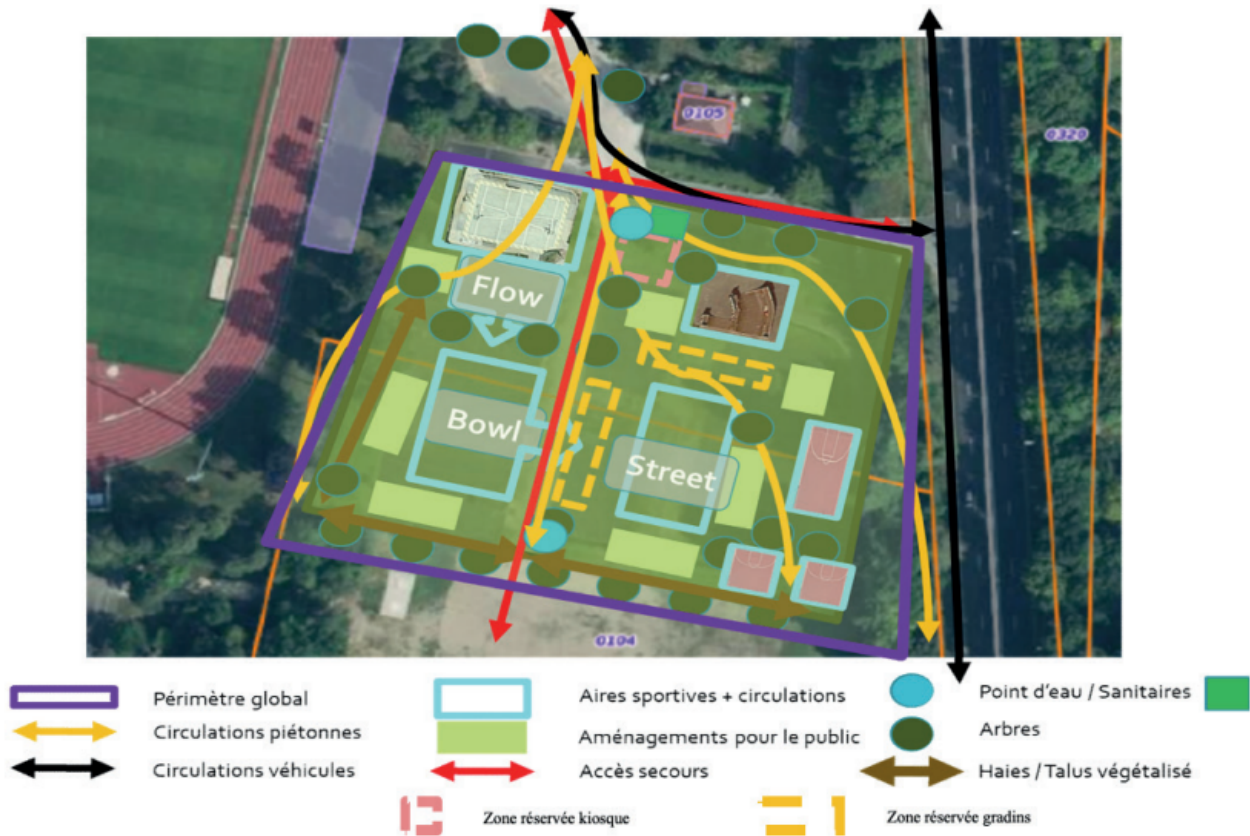 0105
0320
Flow
Bowl
Street
0104
Périmètre global
Aires sportives + circulations
Point d'eau / Sanitaires
Circulations piétonnes
Aménagements pour le public
Arbres
Circulations véhicules
Accès secours
Haies / Talus végétalisé
Zone réservée kiosque
Zone réservée gradins